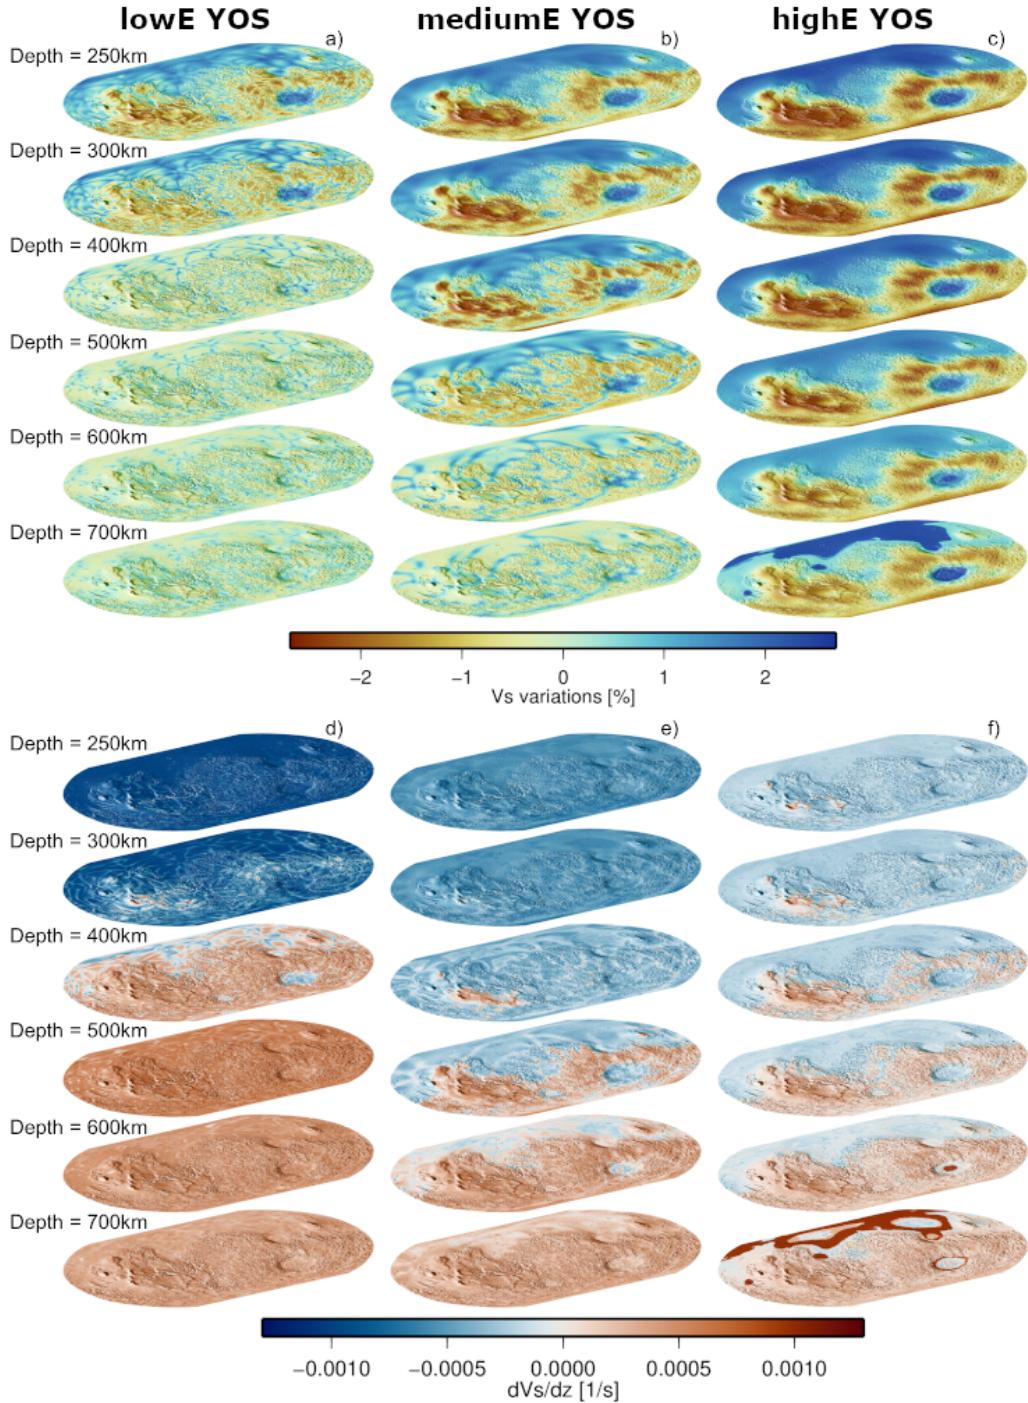 lowE YOS mediumE YOS highE YOS
a) b) c)
Depth = 250km
Depth = 300km
Depth = 400km
Depth = 500km
Depth = 600km
Depth = 700km
−2 −1 0 1 2
Vs variations [%]
d) e) f)
Depth = 250km
Depth = 300km
Depth = 400km
Depth = 500km
Depth = 600km
Depth = 700km
−0.0010 −0.0005 0.0000 0.0005 0.0010
dVs/dz [1/s]